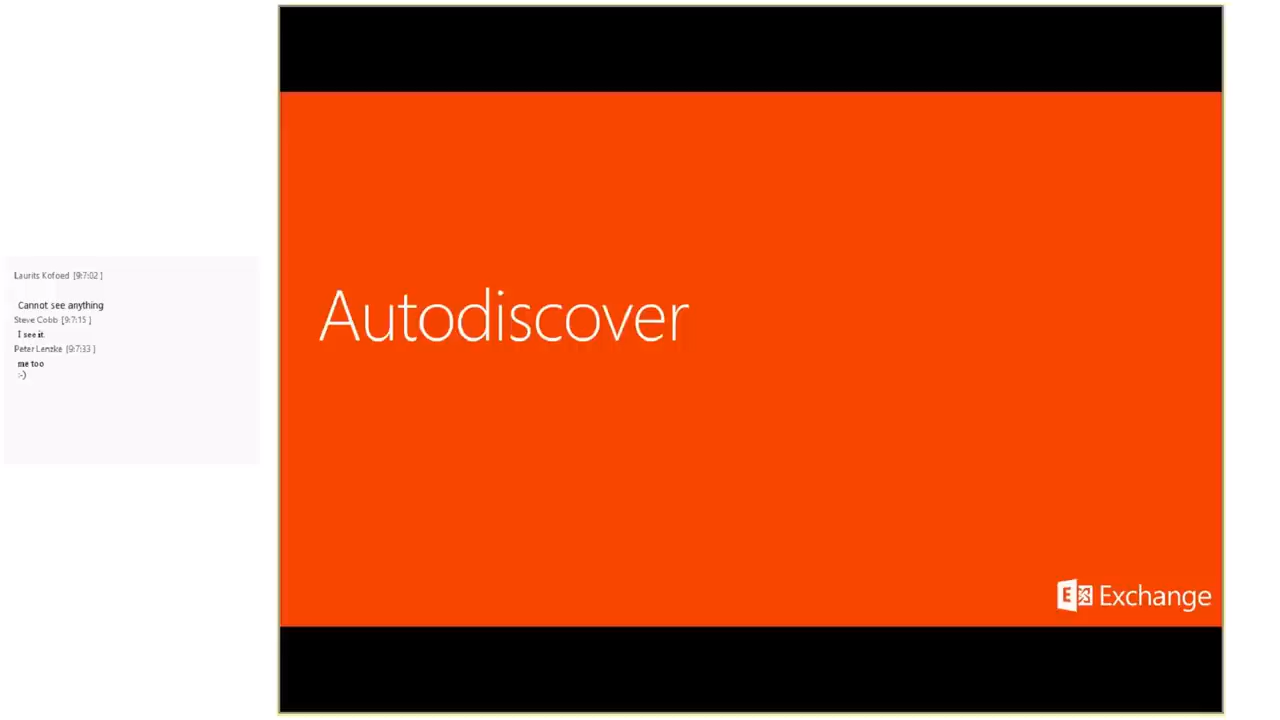 Laurits Kofoed [9:7:02 ]
Cannot see anything
Steve Cobb [9:7:15 ]
I see it.
Peter Lenzke [9:7:33 ]
me too
:-)
Autodiscover
E Exchange